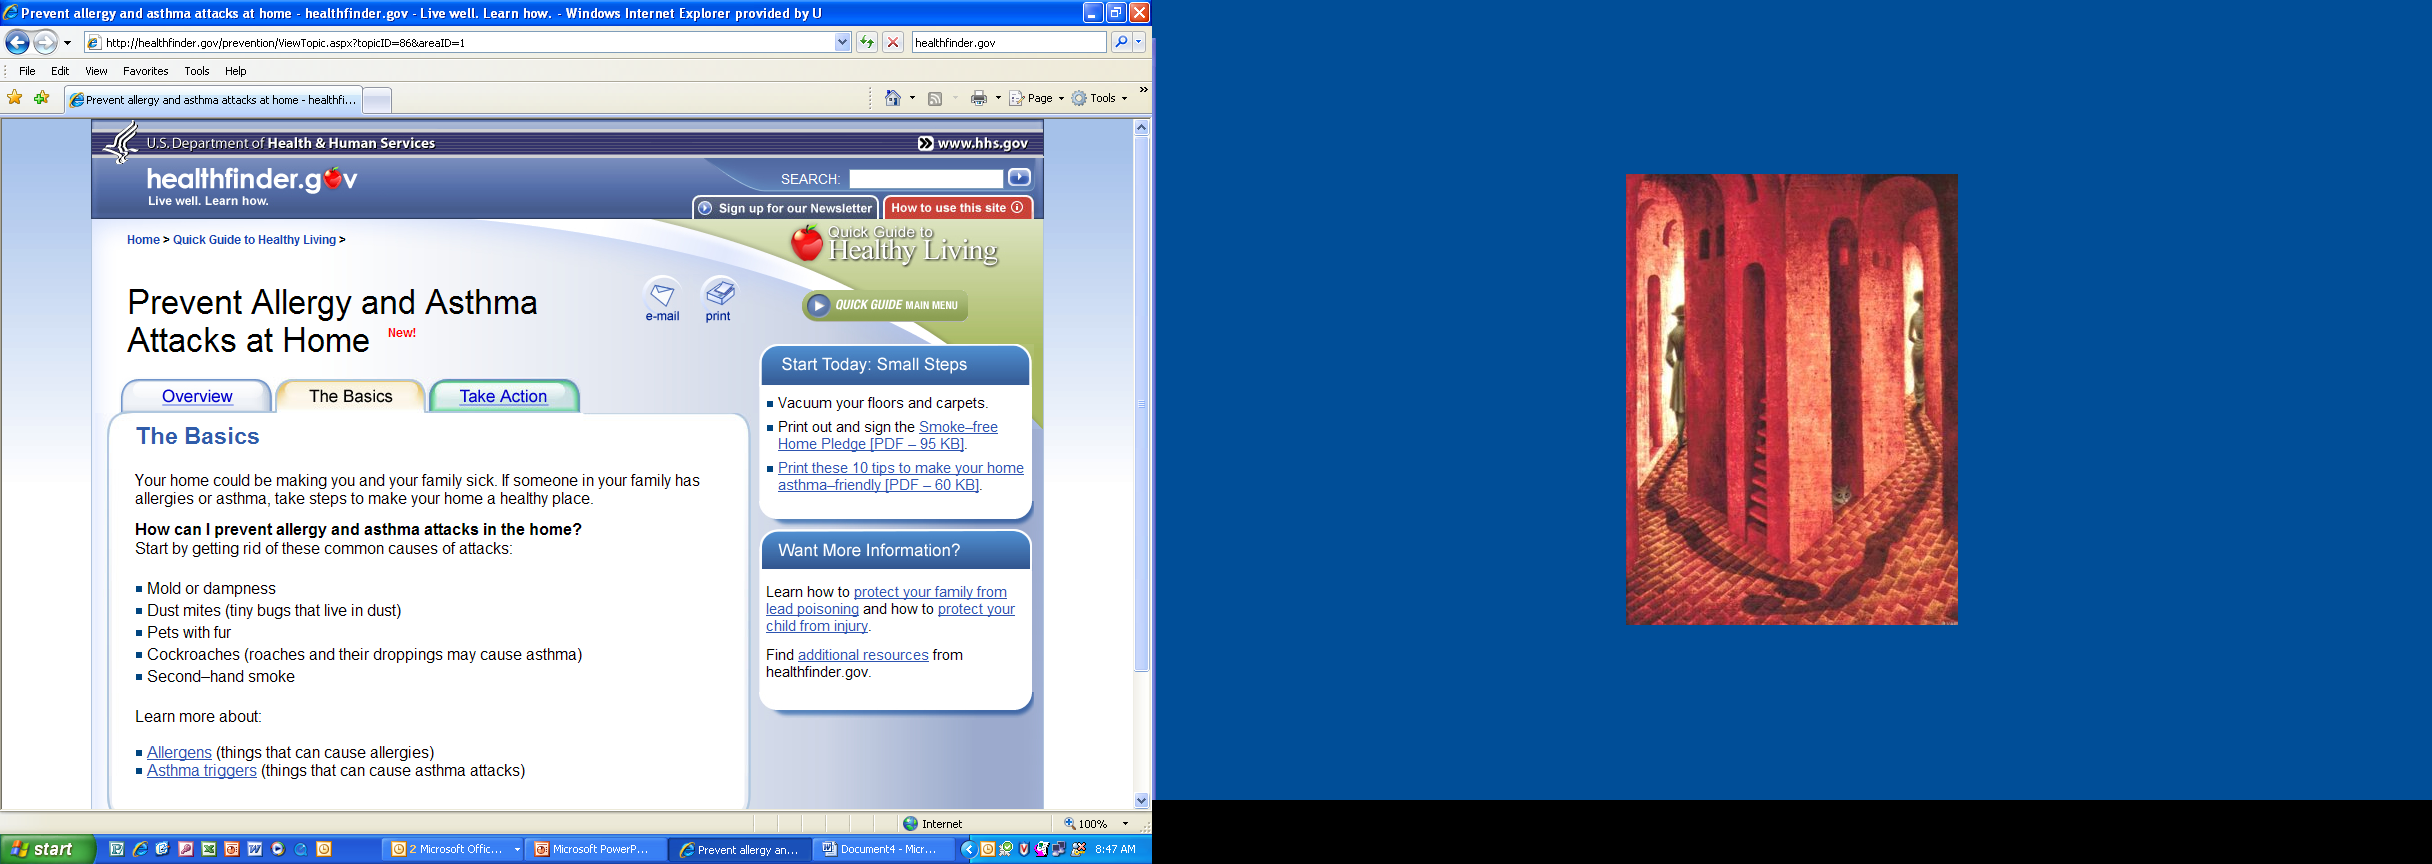 Prevent allergy and asthma attacks at home - healthfinder.gov - Live well. Learn how. - Windows Internet Explorer provided by U
http://healthfinder.gov/prevention/ViewTopic.aspx?topicID=86&areaID=1
healthfinder.gov
File Edit View Favorites Tools Help
Prevent allergy and asthma attacks at home - healthfi...
Page Tools
U.S. Department of Health & Human Services
www.hhs.gov
healthfinder.gov
Live well. Learn how.
SEARCH:
Sign up for our Newsletter
How to use this site
Home > Quick Guide to Healthy Living >
Quick Guide to
Healthy Living
Prevent Allergy and Asthma
Attacks at Home New!
e-mail
print
QUICK GUIDE MAIN MENU
Overview
The Basics
Take Action
The Basics
Your home could be making you and your family sick. If someone in your family has
allergies or asthma, take steps to make your home a healthy place.
How can I prevent allergy and asthma attacks in the home?
Start by getting rid of these common causes of attacks:
Mold or dampness
Dust mites (tiny bugs that live in dust)
Pets with fur
Cockroaches (roaches and their droppings may cause asthma)
Second–hand smoke
Learn more about:
Allergens (things that can cause allergies)
Asthma triggers (things that can cause asthma attacks)
Start Today: Small Steps
Vacuum your floors and carpets.
Print out and sign the Smoke–free
Home Pledge [PDF – 95 KB].
Print these 10 tips to make your home
asthma–friendly [PDF – 60 KB].
Want More Information?
Learn how to protect your family from
lead poisoning and how to protect your
child from injury.
Find additional resources from
healthfinder.gov.
Internet
100%
start
2 Microsoft Offic...
Microsoft PowerP...
Prevent allergy an...
Document4 - Micr...
8:47 AM